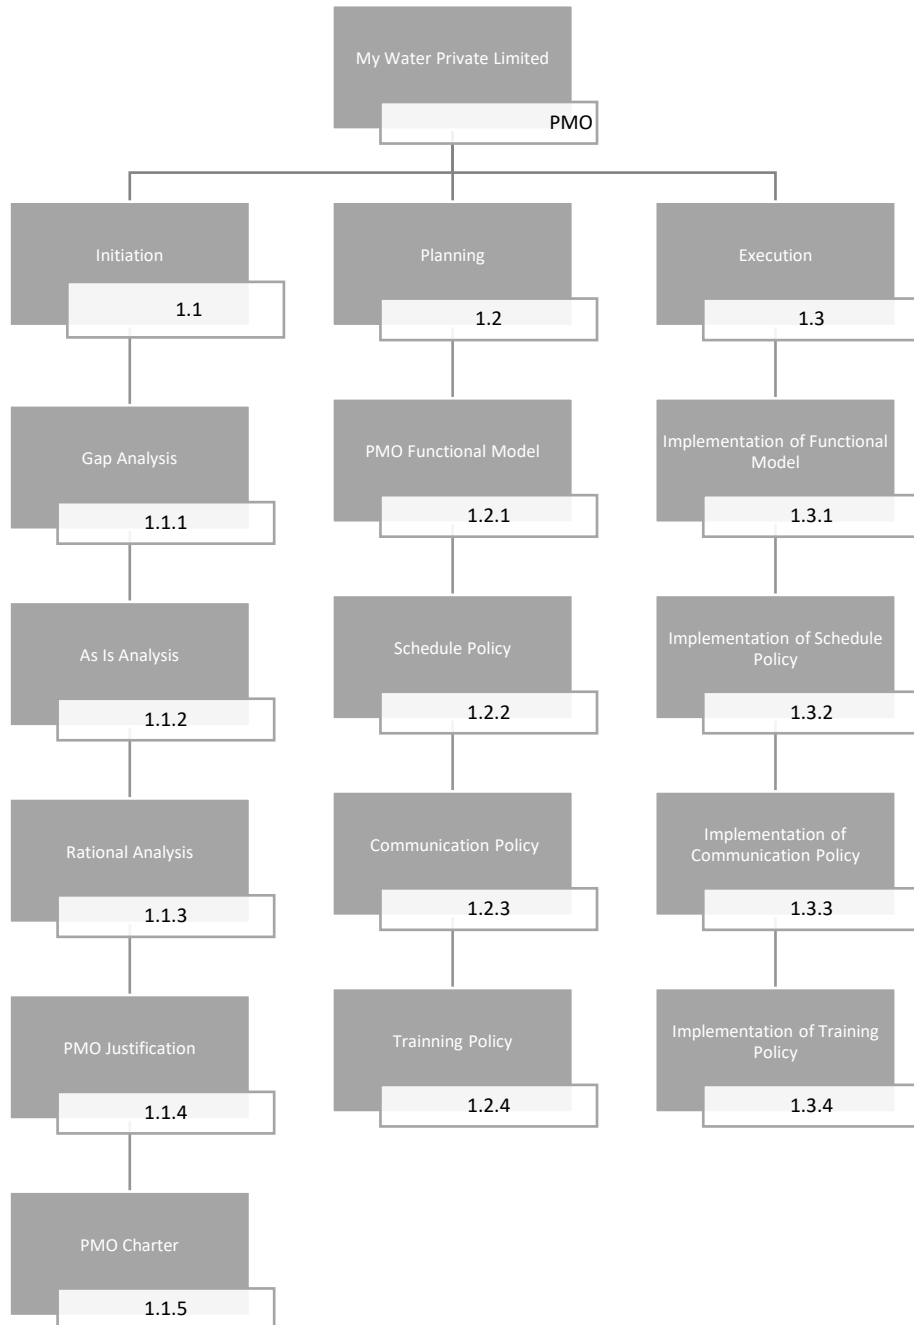 My Water Private Limited
PMO
Initiation
1.1
Planning
1.2
Execution
1.3
Gap Analysis
1.1.1
PMO Functional Model
1.2.1
Implementation of Functional
Model
1.3.1
As Is Analysis
1.1.2
Schedule Policy
1.2.2
Implementation of Schedule
Policy
1.3.2
Rational Analysis
1.1.3
Communication Policy
1.2.3
Implementation of
Communication Policy
1.3.3
PMO Justification
1.1.4
Trainning Policy
1.2.4
Implementation of Training
Policy
1.3.4
PMO Charter
1.1.5